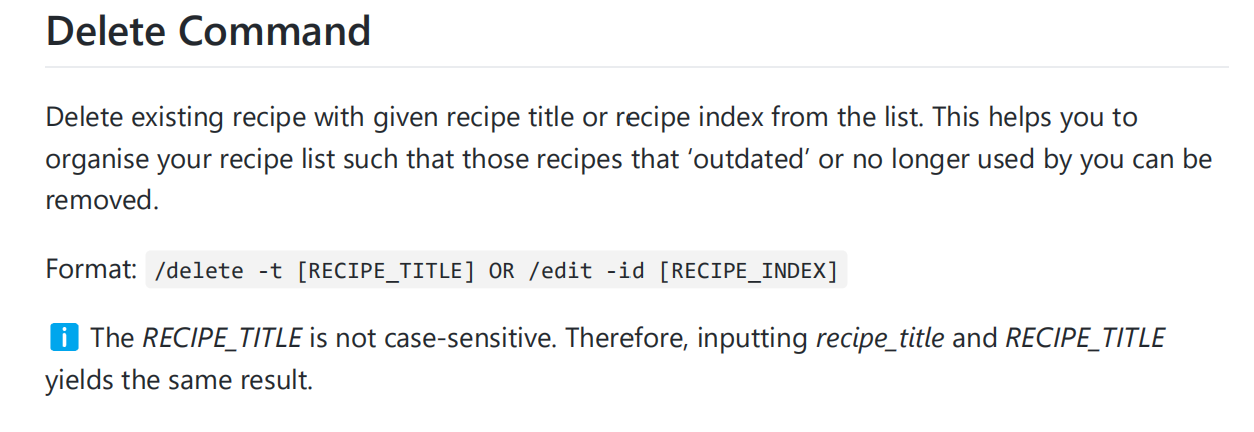 Delete Command
Delete existing recipe with given recipe title or recipe index from the list. This helps you to
organise your recipe list such that those recipes that ‘outdated’ or no longer used by you can be
removed.
Format: /delete -t [RECIPE_TITLE] OR /edit -id [RECIPE_INDEX]
ℹ️ The RECIPE_TITLE is not case-sensitive. Therefore, inputting recipe_title and RECIPE_TITLE
yields the same result.